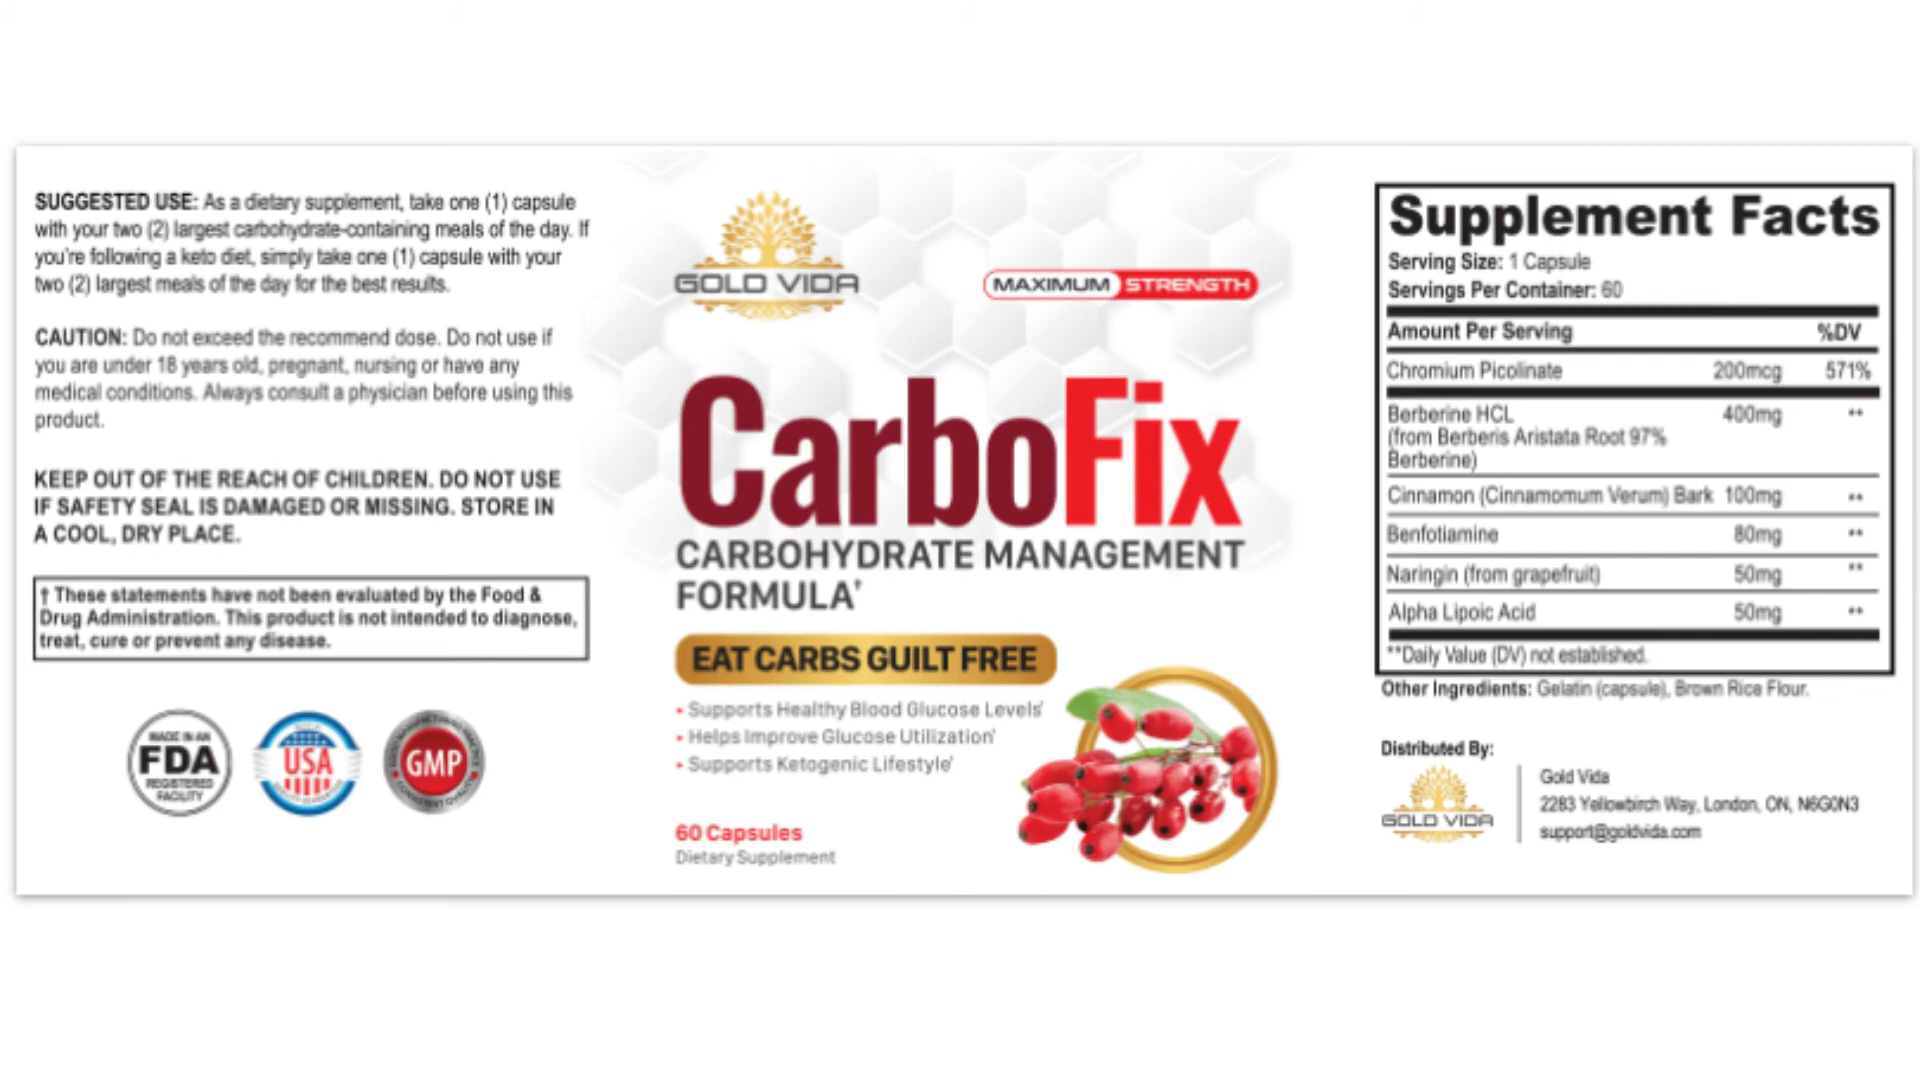 SUGGESTED USE: As a dietary supplement, take one (1) capsule
with your two (2) largest carbohydrate-containing meals of the day. If
you're following a keto diet, simply take one (1) capsule with your
two (2) largest meals of the day for the best results.
CAUTION: Do not exceed the recommend dose. Do not use if
you are under 18 years old, pregnant, nursing or have any
medical conditions. Always consult a physician before using this
product.
KEEP OUT OF THE REACH OF CHILDREN. DO NOT USE
IF SAFETY SEAL IS DAMAGED OR MISSING. STORE IN
A COOL, DRY PLACE.
† These statements have not been evaluated by the Food &
Drug Administration. This product is not intended to diagnose,
treat, cure or prevent any disease.
MADE IN AN
FDA
REGISTERED
FACILITY
USA
GMP
GOLD VIDA
MAXIMUM STRENGTH
CarboFix
CARBOHYDRATE MANAGEMENT
FORMULA†
EAT CARBS GUILT FREE
• Supports Healthy Blood Glucose Levels†
• Helps Improve Glucose Utilization†
• Supports Ketogenic Lifestyle†
60 Capsules
Dietary Supplement
Supplement Facts
Serving Size: 1 Capsule
Servings Per Container: 60
Amount Per Serving %DV
Chromium Picolinate 200mcg 571%
Berberine HCL 400mg **
(from Berberis Aristata Root 97%
Berberine)
Cinnamon (Cinnamomum Verum) Bark 100mg **
Benfotiamine 80mg **
Naringin (from grapefruit) 50mg **
Alpha Lipoic Acid 50mg **
**Daily Value (DV) not established.
Other Ingredients: Gelatin (capsule), Brown Rice Flour.
Distributed By:
GOLD VIDA
Gold Vida
2283 Yellowbirch Way, London, ON, N6G0N3
support@goldvida.com